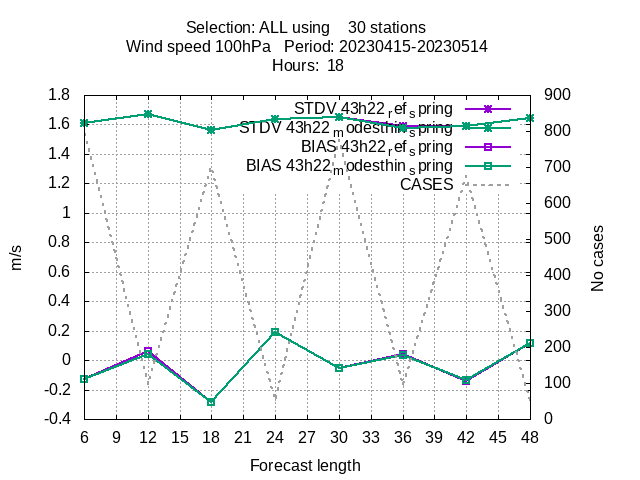 Selection: ALL using 30 stations
Wind speed 100hPa Period: 20230415-20230514
Hours: 18
STDV 43h22_ref_spring
STDV 43h22_modesthin_spring
BIAS 43h22_ref_spring
BIAS 43h22_modesthin_spring
CASES
m/s
No cases
1.8
1.6
1.4
1.2
1
0.8
0.6
0.4
0.2
0
-0.2
-0.4
900
800
700
600
500
400
300
200
100
0
6 9 12 15 18 21 24 27 30 33 36 39 42 45 48
Forecast length